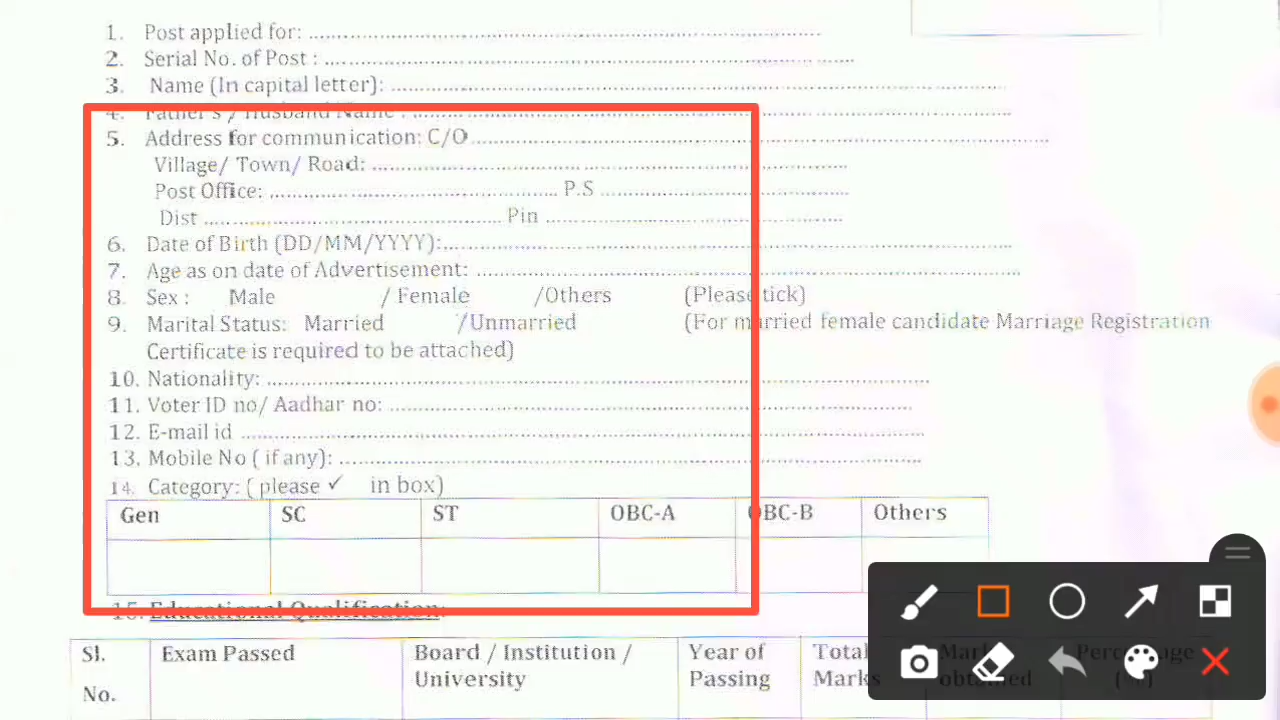 1. Post applied for: ................
2. Serial No. of Post : ................
3. Name (In capital letter): ................
4. Father's / Husband Name : ................
5. Address for communication: C/O ................
Village/ Town/ Road: ................
Post Office: ................ P.S ................
Dist ................ Pin ................
6. Date of Birth (DD/MM/YYYY): ................
7. Age as on date of Advertisement: ................
8. Sex : Male / Female /Others (Please tick)
9. Marital Status: Married /Unmarried (For married female candidate Marriage Registration
Certificate is required to be attached)
10. Nationality: ................
11. Voter ID no/ Aadhar no: ................
12. E-mail id ................
13. Mobile No ( if any): ................
14. Category: ( please ✓ in box)
Gen SC ST OBC-A OBC-B Others
15. Educational Qualification:
Sl. Exam Passed Board / Institution / Year of Total
No. University Passing Marks